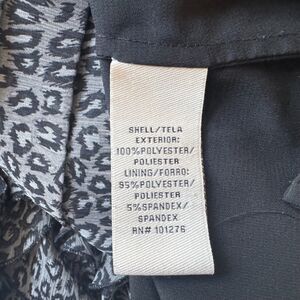 SHELL/TELA
EXTERIOR:
100%POLYESTER/
POLIESTER
LINING/FORRO:
95%POLYESTER/
POLIESTER
5%SPANDEX/
SPANDEX
RN# 101276